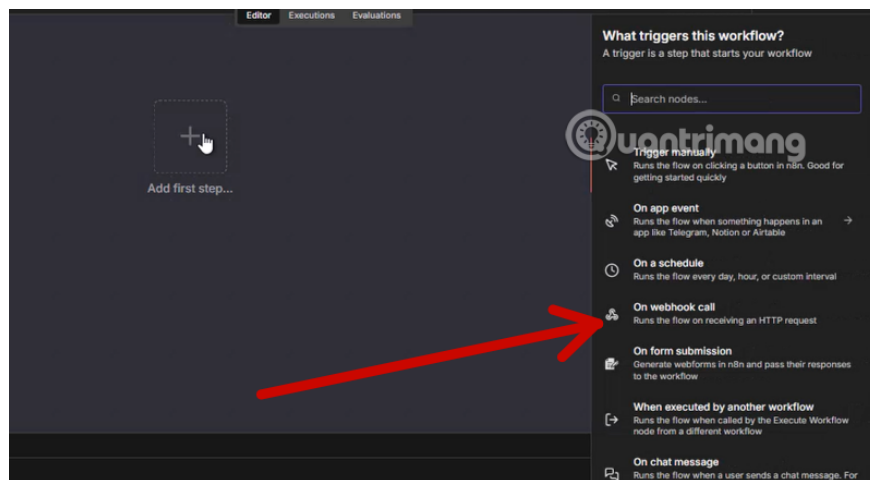 Editor Executions Evaluations
What triggers this workflow?
A trigger is a step that starts your workflow
Search nodes...
Quantrimang
Trigger manually
Runs the flow on clicking a button in n8n. Good for
getting started quickly
On app event
Runs the flow when something happens in an
app like Telegram, Notion or Airtable
On a schedule
Runs the flow every day, hour, or custom interval
On webhook call
Runs the flow on receiving an HTTP request
On form submission
Generate webforms in n8n and pass their responses
to the workflow
When executed by another workflow
Runs the flow when called by the Execute Workflow
node from a different workflow
On chat message
Runs the flow when a user sends a chat message. For
Add first step...